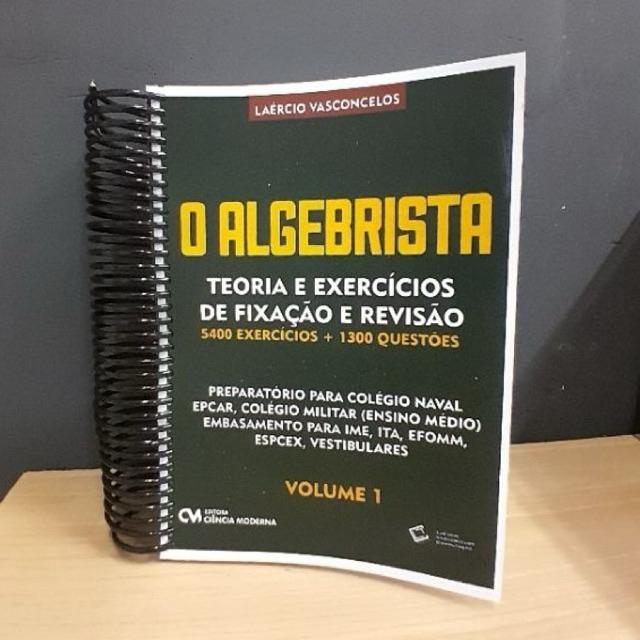 LAÉRCIO VASCONCELOS
O ALGEBRISTA
TEORIA E EXERCÍCIOS
DE FIXAÇÃO E REVISÃO
5400 EXERCÍCIOS + 1300 QUESTÕES
PREPARATÓRIO PARA COLÉGIO NAVAL
EPCAR, COLÉGIO MILITAR (ENSINO MÉDIO)
EMBASAMENTO PARA IME, ITA, EFOMM,
ESPCEX, VESTIBULARES
VOLUME 1
CM EDITORA
CIÊNCIA MODERNA